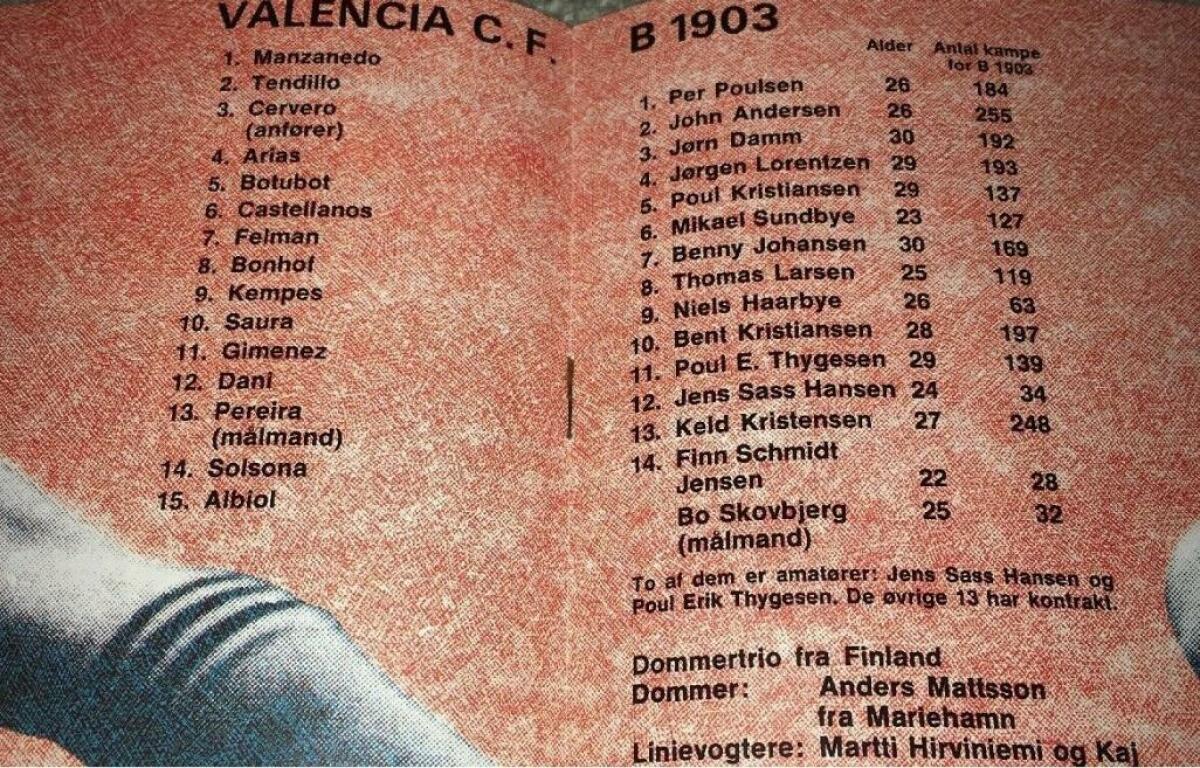 VALENCIA C. F.
1. Manzanedo
2. Tendillo
3. Cervero
(anfører)
4. Arias
5. Botubot
6. Castellanos
7. Felman
8. Bonhof
9. Kempes
10. Saura
11. Gimenez
12. Dani
13. Pereira
(målmand)
14. Solsona
15. Albiol
B 1903
Alder Antal kampe
for B 1903
1. Per Poulsen 26 184
2. John Andersen 26 255
3. Jørn Damm 30 192
4. Jørgen Lorentzen 29 193
5. Poul Kristiansen 29 137
6. Mikael Sundbye 23 127
7. Benny Johansen 30 169
8. Thomas Larsen 25 119
9. Niels Haarbye 26 63
10. Bent Kristiansen 28 197
11. Poul E. Thygesen 29 139
12. Jens Sass Hansen 24 34
13. Keld Kristensen 27 248
14. Finn Schmidt
Jensen 22 28
Bo Skovbjerg 25 32
(målmand)
To af dem er amatører: Jens Sass Hansen og
Poul Erik Thygesen. De øvrige 13 har kontrakt.
Dommertrio fra Finland
Dommer: Anders Mattsson
fra Mariehamn
Linievogtere: Martti Hirviniemi og Kaj